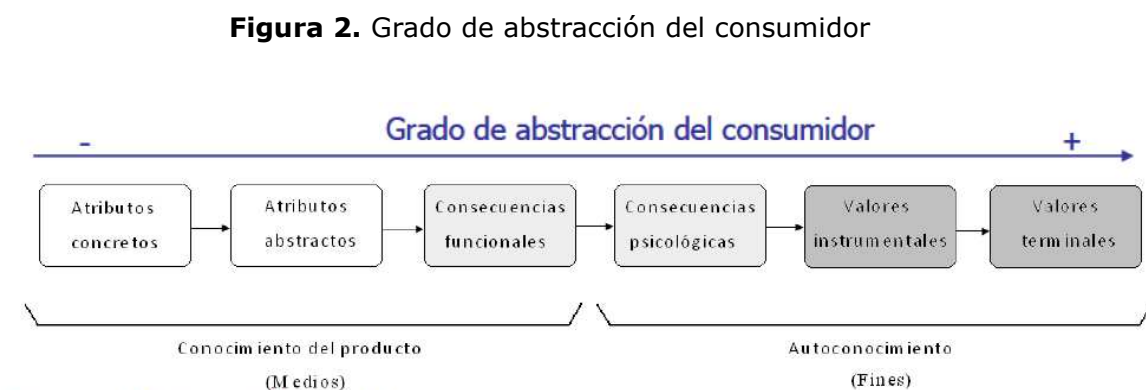 Figura 2. Grado de abstracción del consumidor
Grado de abstracción del consumidor
- +
Atributos
concretos
Atributos
abstractos
Consecuencias
funcionales
Consecuencias
psicológicas
Valores
instrumentales
Valores
terminales
Conocimiento del producto
(Medios)
Autoconocimiento
(Fines)